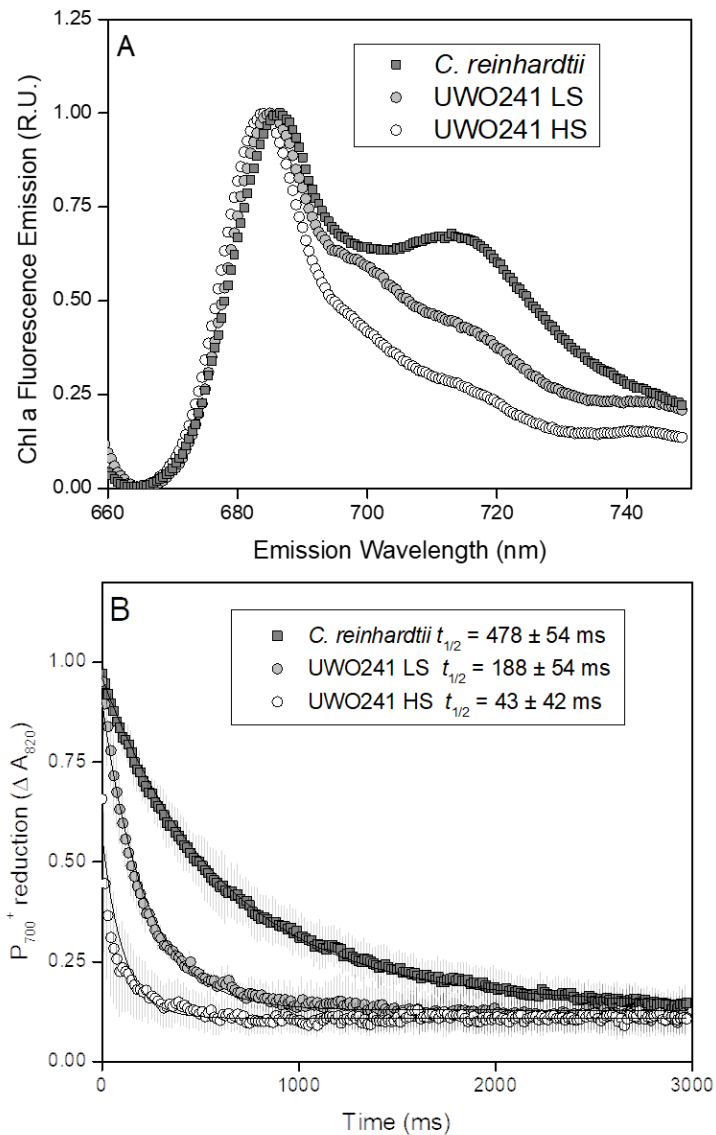 A
C. reinhardtii
UWO241 LS
UWO241 HS
Chl a Fluorescence Emission (R.U.)
1.25
1.00
0.75
0.50
0.25
0.00
660 680 700 720 740
Emission Wavelength (nm)
B
C. reinhardtii t1/2 = 478 ± 54 ms
UWO241 LS t1/2 = 188 ± 54 ms
UWO241 HS t1/2 = 43 ± 42 ms
P700+ reduction (Δ A820)
1.00
0.75
0.50
0.25
0.00
0 1000 2000 3000
Time (ms)